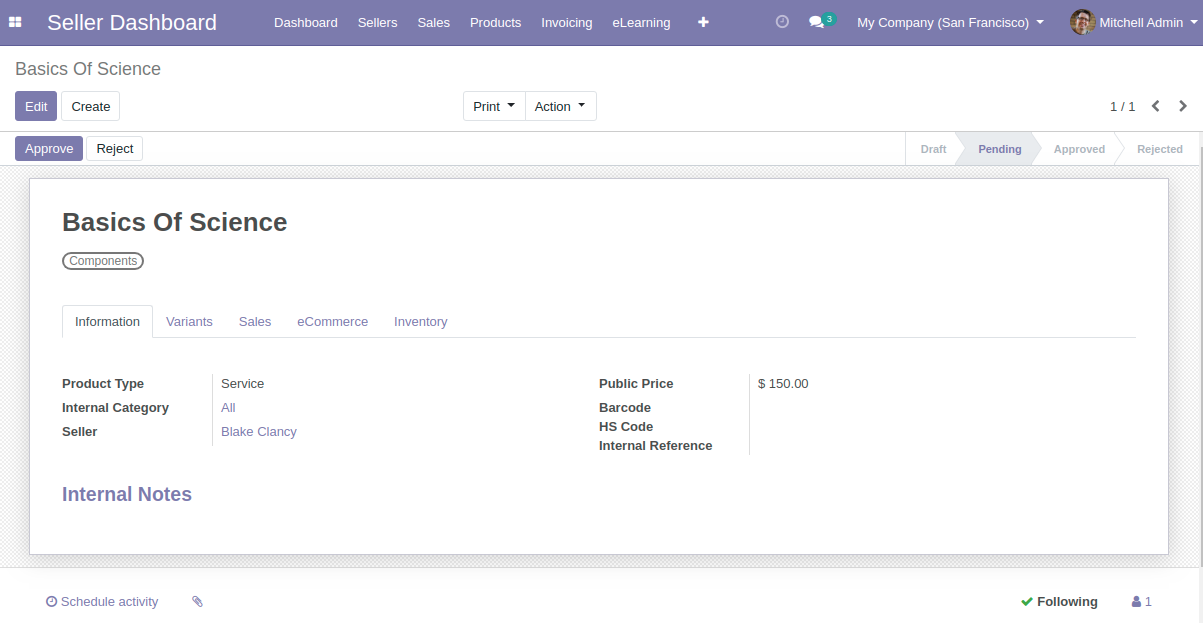 Seller Dashboard Dashboard Sellers Sales Products Invoicing eLearning 3 My Company (San Francisco) Mitchell Admin
Basics Of Science
Edit Create Print Action 1 / 1
Approve Reject Draft Pending Approved Rejected
Basics Of Science
Components
Information Variants Sales eCommerce Inventory
Product Type Service Public Price $ 150.00
Internal Category All Barcode
HS Code
Seller Blake Clancy
Internal Reference
Internal Notes
Schedule activity Following 1